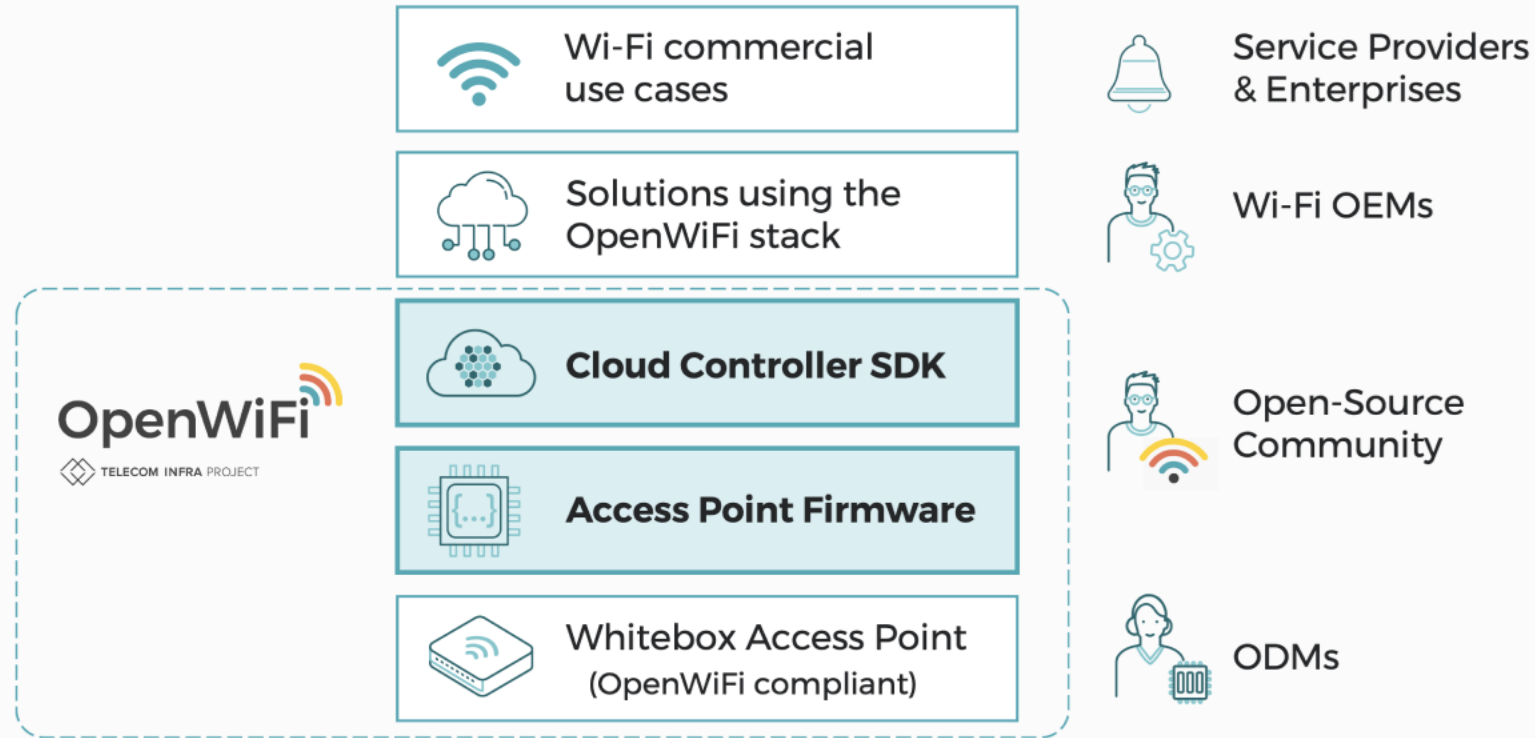 Wi-Fi commercial
use cases
Service Providers
& Enterprises
Solutions using the
OpenWiFi stack
Wi-Fi OEMs
OpenWiFi
TELECOM INFRA PROJECT
Cloud Controller SDK
Open-Source
Community
{...}
Access Point Firmware
Whitebox Access Point
(OpenWiFi compliant)
ODMs